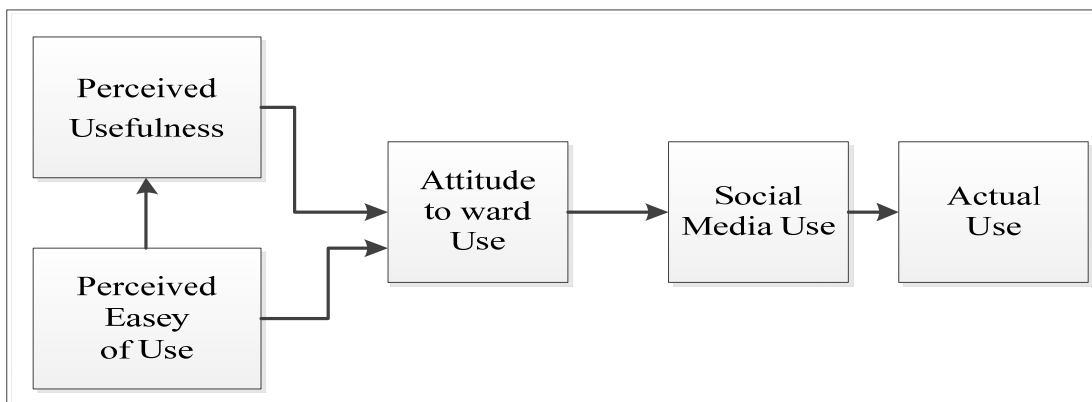 Perceived
Usefulness
Perceived
Easey
of Use
Attitude
to ward
Use
Social
Media Use
Actual
Use